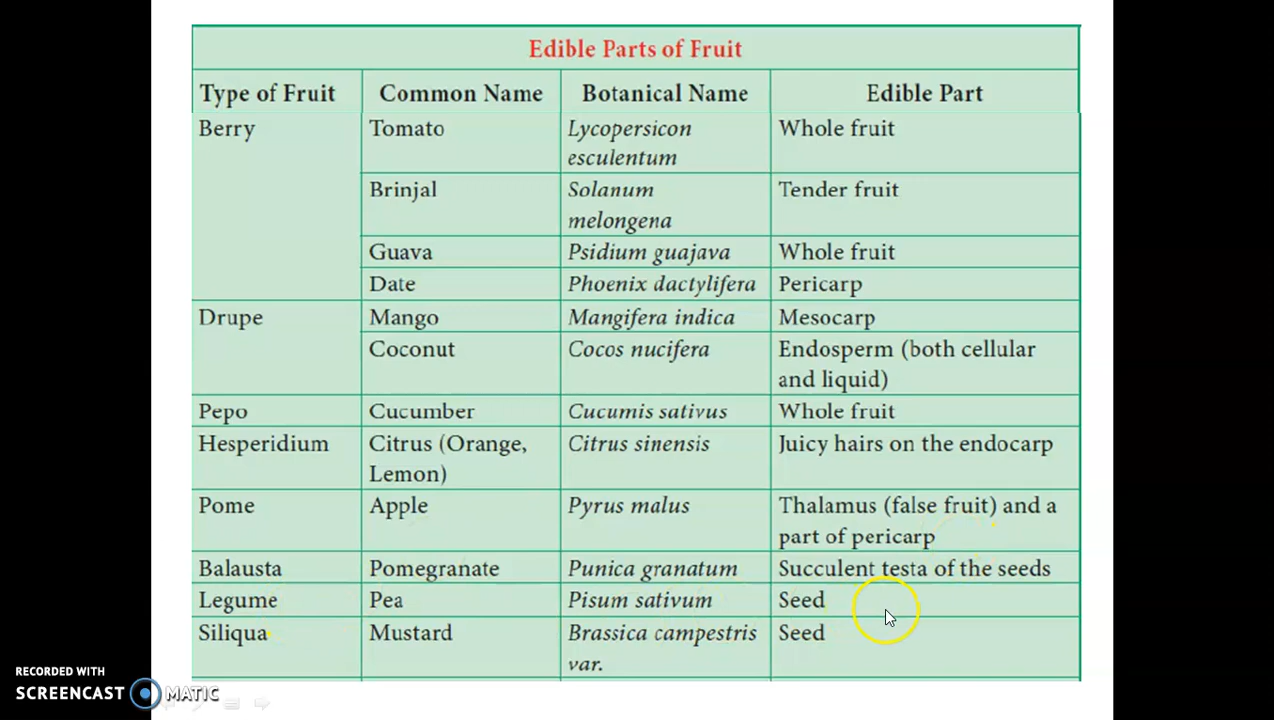 Edible Parts of Fruit
Type of Fruit Common Name Botanical Name Edible Part
Berry Tomato Lycopersicon Whole fruit
esculentum
Brinjal Solanum Tender fruit
melongena
Guava Psidium guajava Whole fruit
Date Phoenix dactylifera Pericarp
Drupe Mango Mangifera indica Mesocarp
Coconut Cocos nucifera Endosperm (both cellular
and liquid)
Pepo Cucumber Cucumis sativus Whole fruit
Hesperidium Citrus (Orange, Citrus sinensis Juicy hairs on the endocarp
Lemon)
Pome Apple Pyrus malus Thalamus (false fruit) and a
part of pericarp
Balausta Pomegranate Punica granatum Succulent testa of the seeds
Legume Pea Pisum sativum Seed
Siliqua Mustard Brassica campestris Seed
var.
RECORDED WITH
SCREENCAST MATIC